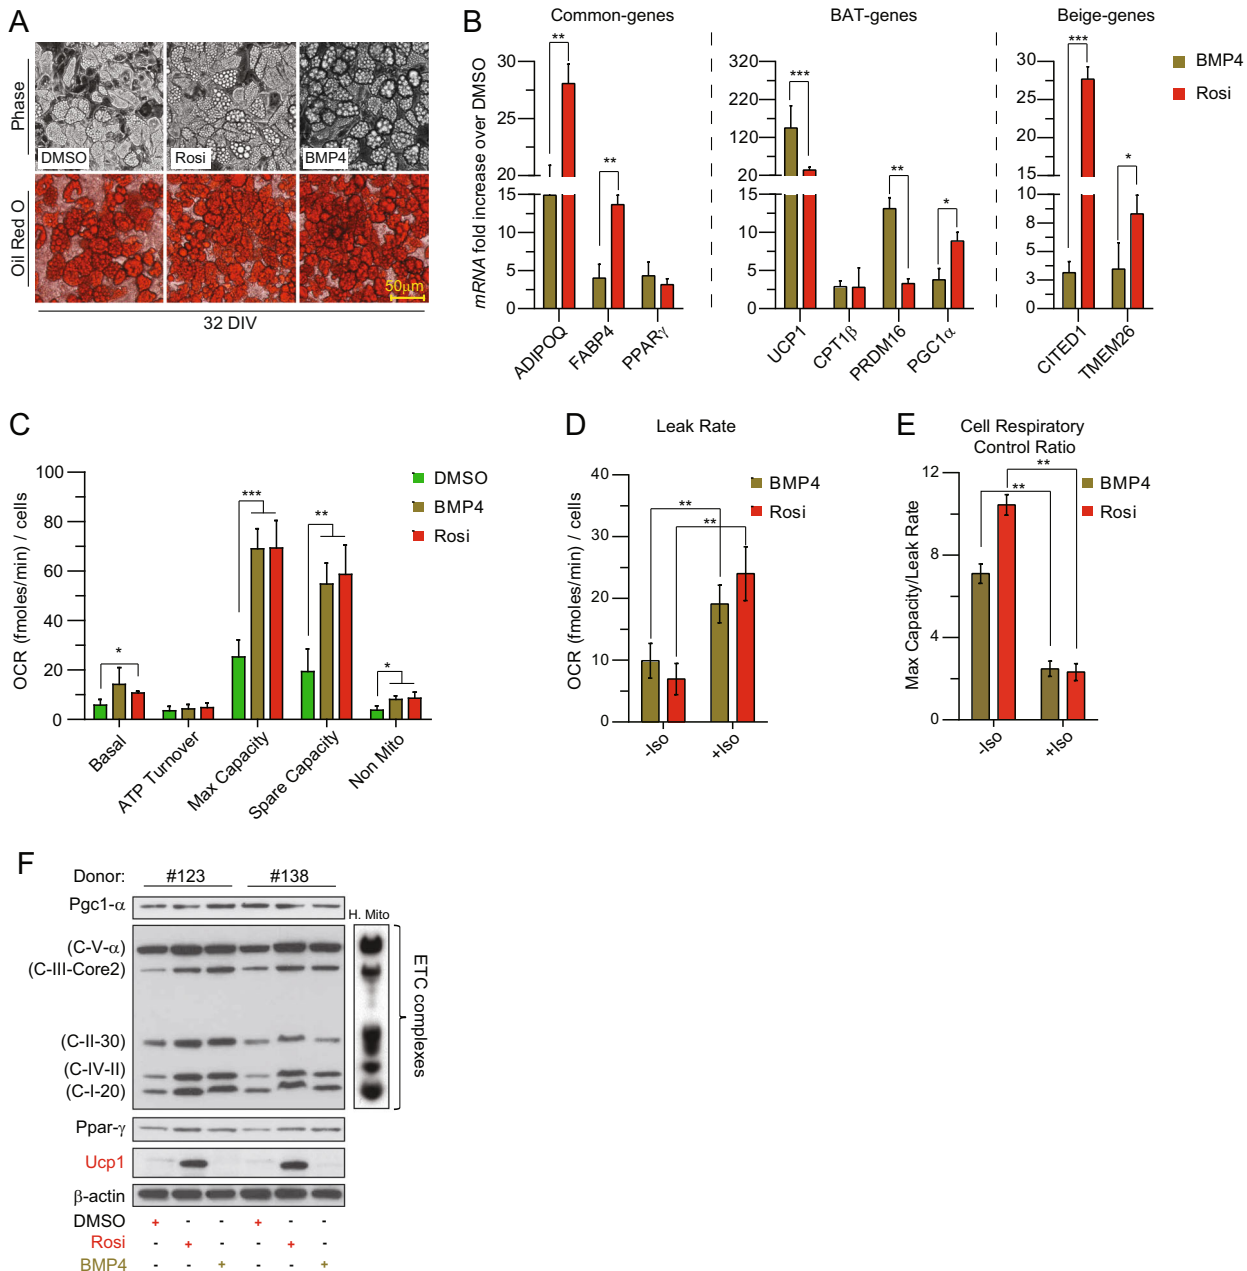 A
Phase
DMSO
Rosi
BMP4
Oil Red O
50µm
32 DIV
B
Common-genes
BAT-genes
Beige-genes
BMP4
Rosi
mRNA fold increase over DMSO
30
25
20
15
10
5
0
320
220
120
20
15
10
5
0
30
25
20
14
11
8
6
3
0
**
**
***
**
*
***
*
ADIPOQ
FABP4
PPARγ
UCP1
CPT1β
PRDM16
PGC1α
CITED1
TMEM26
C
OCR (fmoles/min) / cells
100
80
60
40
20
0
*
***
**
*
DMSO
BMP4
Rosi
Basal
ATP Turnover
Max Capacity
Spare Capacity
Non Mito
D
Leak Rate
OCR (fmoles/min) / cells
40
30
20
10
0
**
**
BMP4
Rosi
-Iso
+Iso
E
Cell Respiratory
Control Ratio
Max Capacity/Leak Rate
12
8
4
0
**
**
BMP4
Rosi
-Iso
+Iso
F
Donor: #123 #138
Pgc1-α
H. Mito
(C-V-α)
(C-III-Core2)
(C-II-30)
(C-IV-II)
(C-I-20)
ETC complexes
Ppar-γ
Ucp1
β-actin
DMSO + - - + - -
Rosi - + - - + -
BMP4 - - + - - +